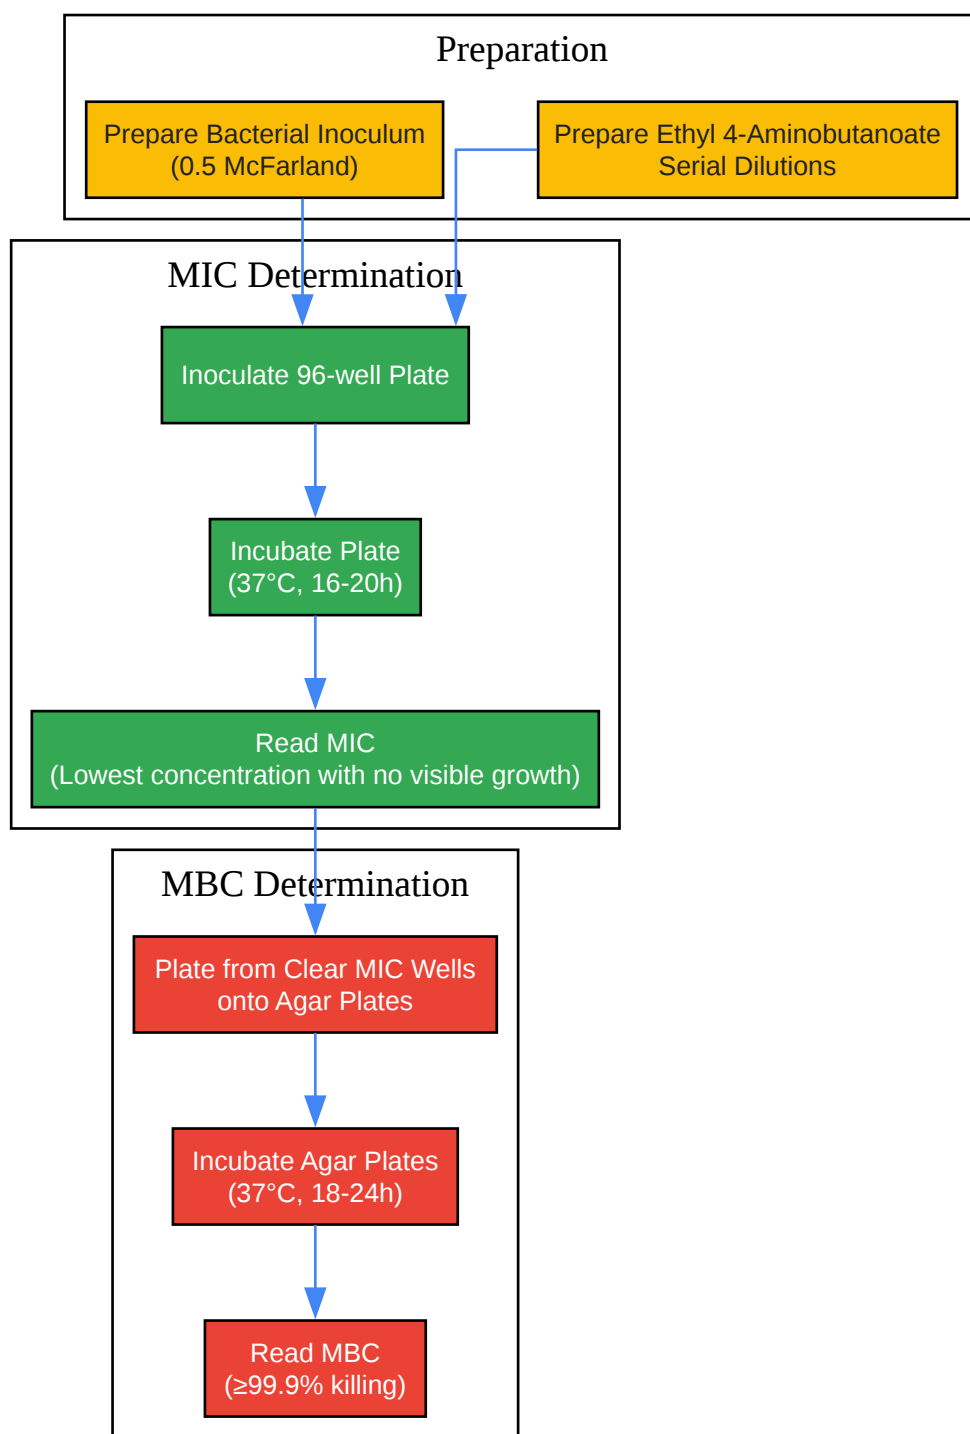 Preparation
Prepare Bacterial Inoculum
(0.5 McFarland)
Prepare Ethyl 4-Aminobutanoate
Serial Dilutions
MIC Determination
Inoculate 96-well Plate
Incubate Plate
(37°C, 16-20h)
Read MIC
(Lowest concentration with no visible growth)
MBC Determination
Plate from Clear MIC Wells
onto Agar Plates
Incubate Agar Plates
(37°C, 18-24h)
Read MBC
(≥99.9% killing)